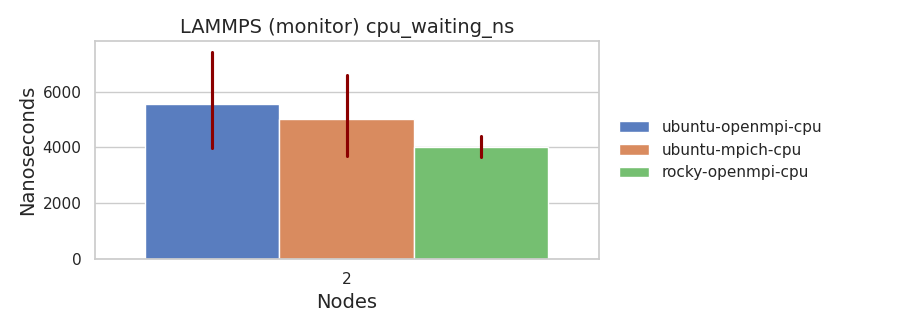 LAMMPS (monitor) cpu_waiting_ns
Nanoseconds
6000
4000
2000
0
2
Nodes
ubuntu-openmpi-cpu
ubuntu-mpich-cpu
rocky-openmpi-cpu